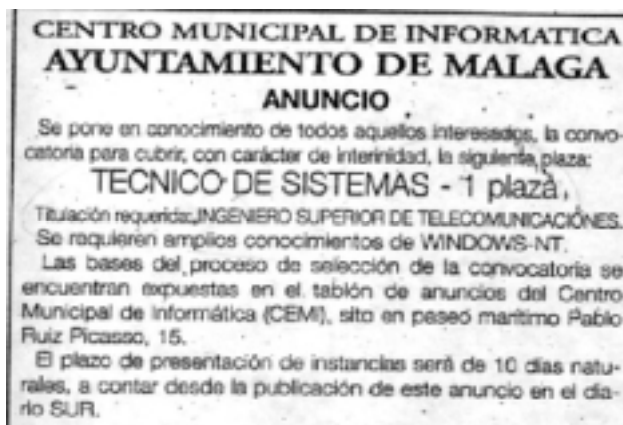 CENTRO MUNICIPAL DE INFORMATICA
AYUNTAMIENTO DE MALAGA
ANUNCIO
Se pone en conocimiento de todos aquellos interesados, la convo-
catoria para cubrir, con carácter de interinidad, la siguiente plaza:
TECNICO DE SISTEMAS - 1 plaza.
Titulación requerida: INGENIERO SUPERIOR DE TELECOMUNICACIÓNES.
Se requieren amplios conocimientos de WINDOWS-NT.
Las bases del proceso de selección de la convocatoria se
encuentran expuestas en el tablón de anuncios del Centro
Municipal de Informática (CEMI), sito en paseo marítimo Pablo
Ruiz Picasso, 15.
El plazo de presentación de instancias será de 10 días natu-
rales, a contar desde la publicación de este anuncio en el dia-
rio SUR.